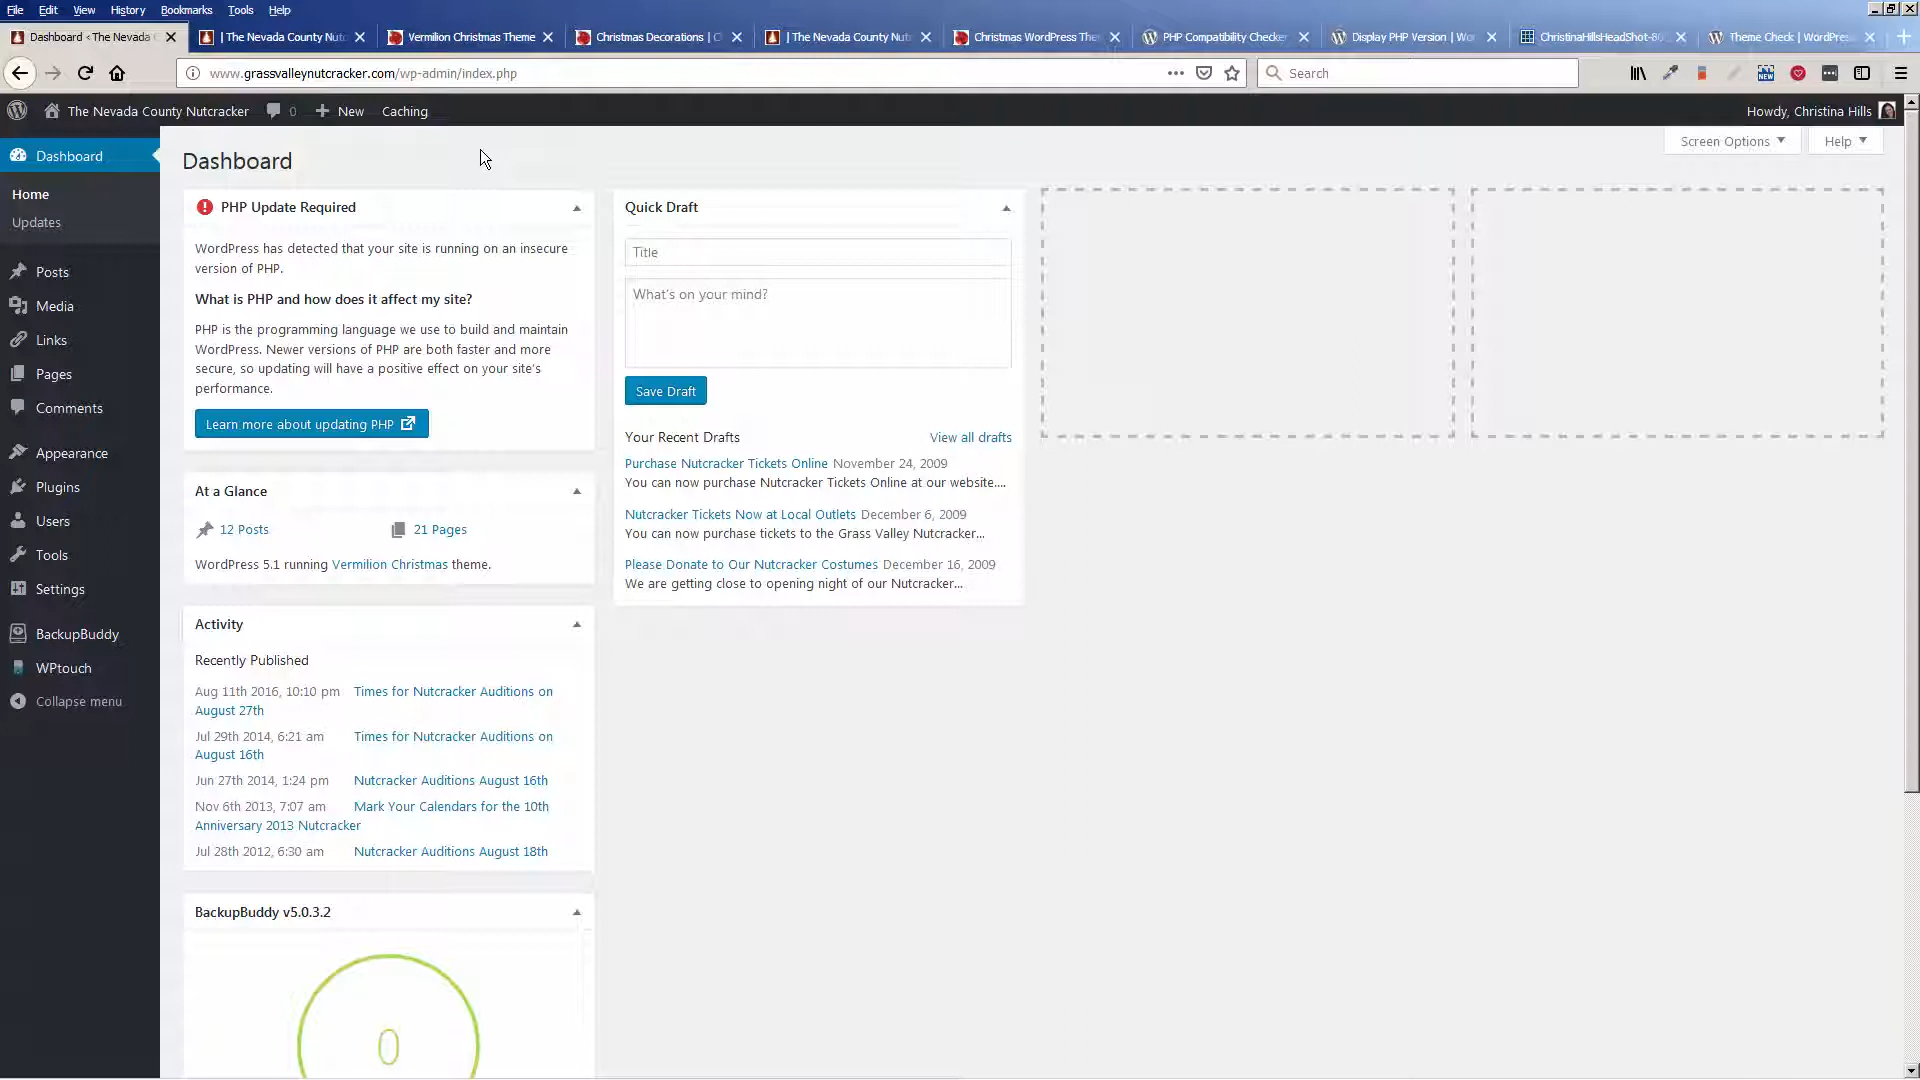 File Edit View History Bookmarks Tools Help
Dashboard < The Nevada
| The Nevada County Nut
Vermilion Christmas Theme
Christmas Decorations | C
| The Nevada County Nut
Christmas WordPress The
PHP Compatibility Checker
Display PHP Version | Wo
ChristinaHillsHeadShot-80
Theme Check | WordPres
www.grassvalleynutcracker.com/wp-admin/index.php
Search
NEW
The Nevada County Nutcracker 0 New Caching
Howdy, Christina Hills
Dashboard
Home
Updates
Posts
Media
Links
Pages
Comments
Appearance
Plugins
Users
Tools
Settings
BackupBuddy
WPtouch
Collapse menu
Dashboard
Screen Options
Help
PHP Update Required
WordPress has detected that your site is running on an insecure
version of PHP.
What is PHP and how does it affect my site?
PHP is the programming language we use to build and maintain
WordPress. Newer versions of PHP are both faster and more
secure, so updating will have a positive effect on your site's
performance.
Learn more about updating PHP
At a Glance
12 Posts
21 Pages
WordPress 5.1 running Vermilion Christmas theme.
Activity
Recently Published
Aug 11th 2016, 10:10 pm Times for Nutcracker Auditions on
August 27th
Jul 29th 2014, 6:21 am Times for Nutcracker Auditions on
August 16th
Jun 27th 2014, 1:24 pm Nutcracker Auditions August 16th
Nov 6th 2013, 7:07 am Mark Your Calendars for the 10th
Anniversary 2013 Nutcracker
Jul 28th 2012, 6:30 am Nutcracker Auditions August 18th
BackupBuddy v5.0.3.2
0
Quick Draft
Title
What's on your mind?
Save Draft
Your Recent Drafts
View all drafts
Purchase Nutcracker Tickets Online November 24, 2009
You can now purchase Nutcracker Tickets Online at our website....
Nutcracker Tickets Now at Local Outlets December 6, 2009
You can now purchase tickets to the Grass Valley Nutcracker...
Please Donate to Our Nutcracker Costumes December 16, 2009
We are getting close to opening night of our Nutcracker...